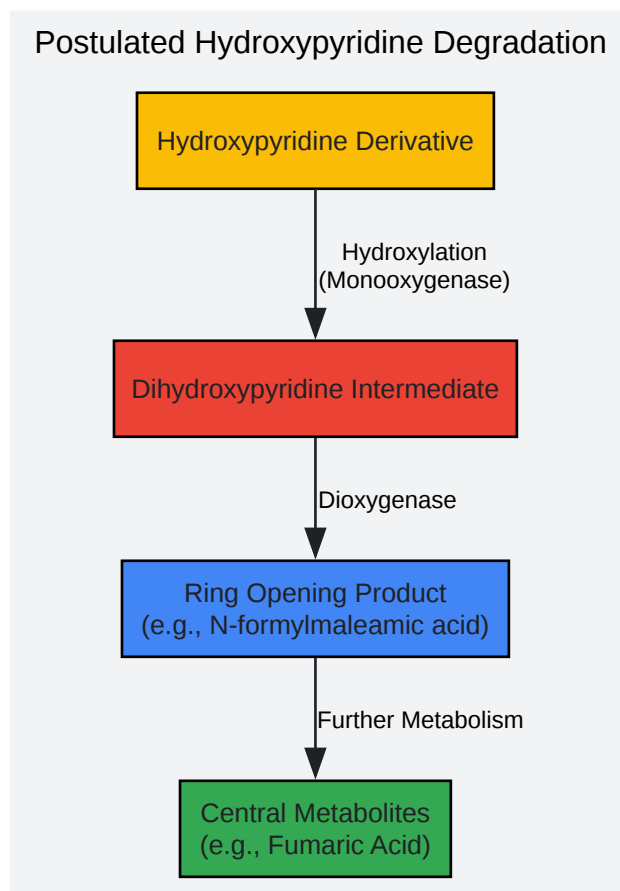 Postulated Hydroxypyridine Degradation
Hydroxypyridine Derivative
Hydroxylation
(Monooxygenase)
Dihydroxypyridine Intermediate
Dioxygenase
Ring Opening Product
(e.g., N-formylmaleamic acid)
Further Metabolism
Central Metabolites
(e.g., Fumaric Acid)